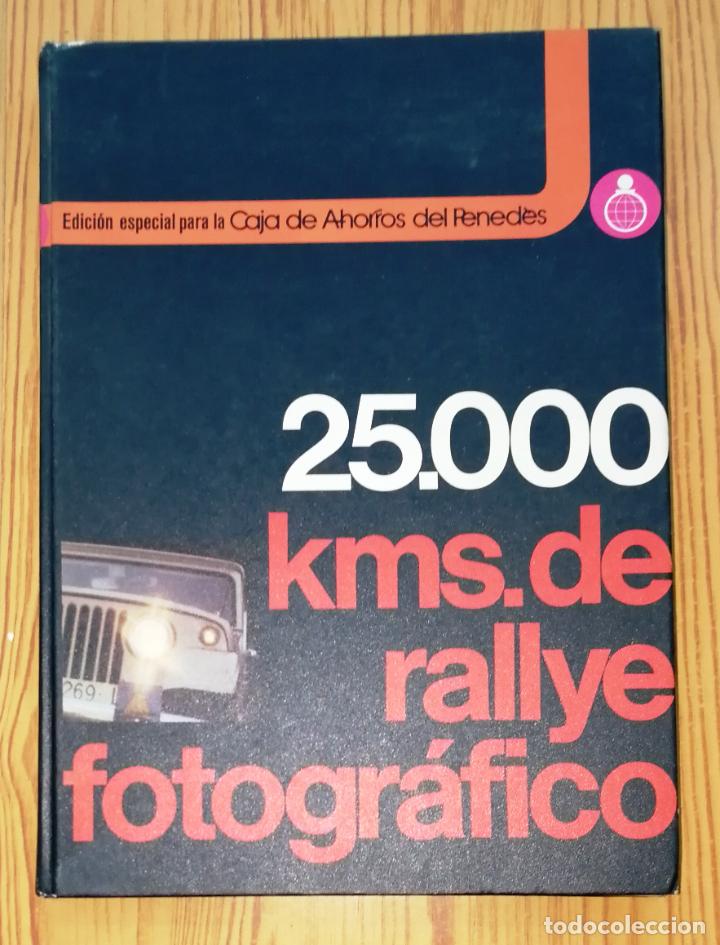 Edición especial para la Caja de Ahorros del Penedès
25.000
kms. de
rallye
fotográfico
269-L
todocoleccion